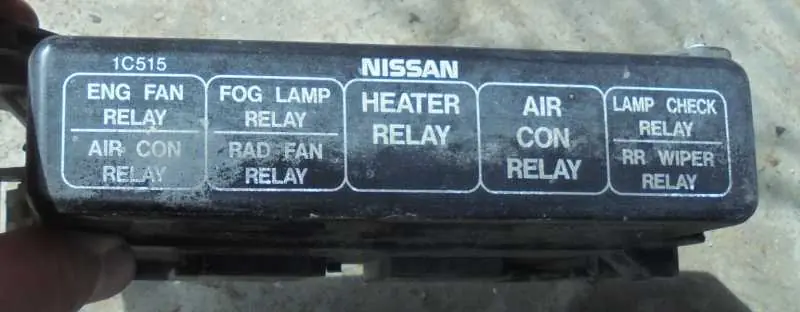 1C515
NISSAN
ENG FAN
RELAY
AIR CON
RELAY
FOG LAMP
RELAY
RAD FAN
RELAY
HEATER
RELAY
AIR
CON
RELAY
LAMP CHECK
RELAY
RR WIPER
RELAY